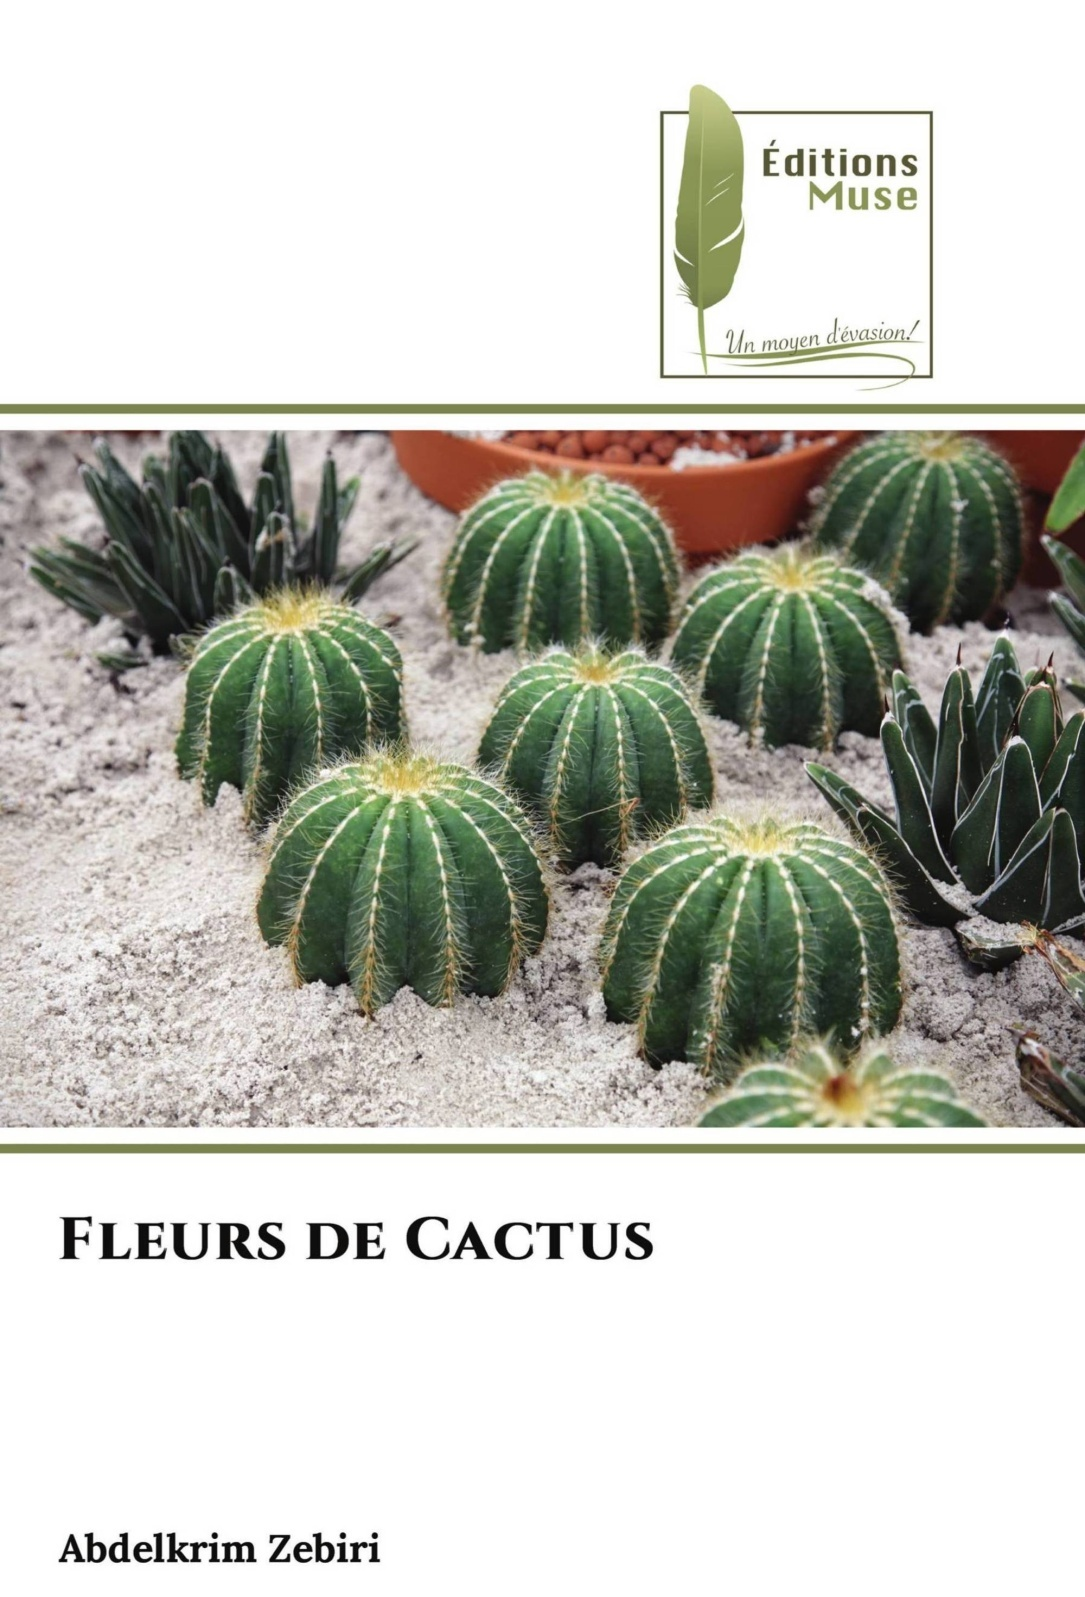 Éditions
Muse
Un moyen d'évasion!
Fleurs de Cactus
Abdelkrim Zebiri